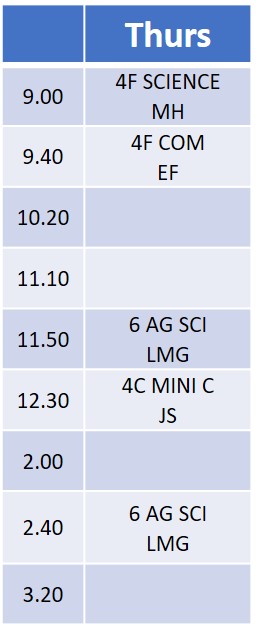 Thurs
9.00
4F SCIENCE
MH
9.40
4F COM
EF
10.20
11.10
11.50
6 AG SCI
LMG
12.30
4C MINI C
JS
2.00
2.40
6 AG SCI
LMG
3.20